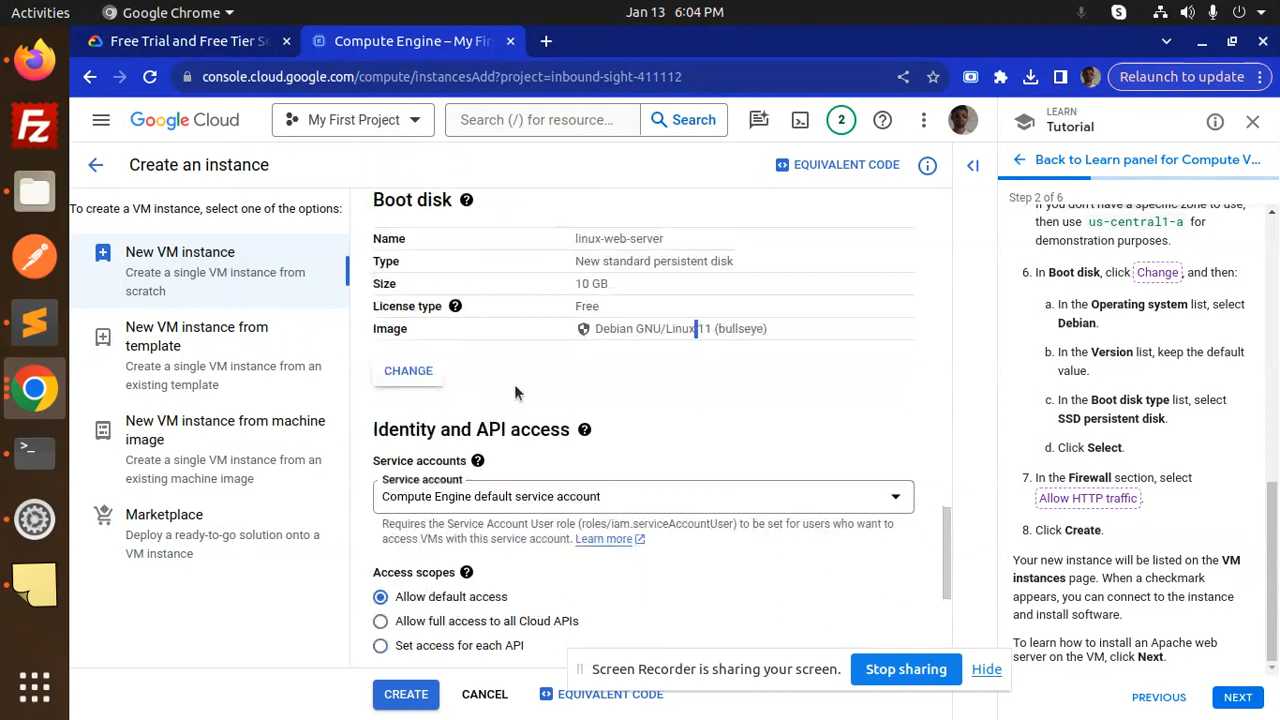 Activities
Google Chrome
Jan 13 6:04 PM
Free Trial and Free Tier Se
Compute Engine – My Fir
console.cloud.google.com/compute/instancesAdd?project=inbound-sight-411112
Relaunch to update
Google Cloud
My First Project
Search (/) for resource...
Search
2
LEARN
Tutorial
Create an instance
EQUIVALENT CODE
Back to Learn panel for Compute V...
Step 2 of 6
To create a VM instance, select one of the options:
New VM instance
Create a single VM instance from
scratch
New VM instance from
template
Create a single VM instance from an
existing template
New VM instance from machine
image
Create a single VM instance from an
existing machine image
Marketplace
Deploy a ready-to-go solution onto a
VM instance
Boot disk
Name linux-web-server
Type New standard persistent disk
Size 10 GB
License type Free
Image Debian GNU/Linux 11 (bullseye)
CHANGE
Identity and API access
Service accounts
Service account
Compute Engine default service account
Requires the Service Account User role (roles/iam.serviceAccountUser) to be set for users who want to
access VMs with this service account. Learn more
Access scopes
Allow default access
Allow full access to all Cloud APIs
Set access for each API
CREATE
CANCEL
EQUIVALENT CODE
If you don't have a specific zone to use,
then use us-central1-a for
demonstration purposes.
6. In Boot disk, click Change, and then:
a. In the Operating system list, select
Debian.
b. In the Version list, keep the default
value.
c. In the Boot disk type list, select
SSD persistent disk.
d. Click Select.
7. In the Firewall section, select
Allow HTTP traffic.
8. Click Create.
Your new instance will be listed on the VM
instances page. When a checkmark
appears, you can connect to the instance
and install software.
To learn how to install an Apache web
server on the VM, click Next.
PREVIOUS
NEXT
Screen Recorder is sharing your screen.
Stop sharing
Hide